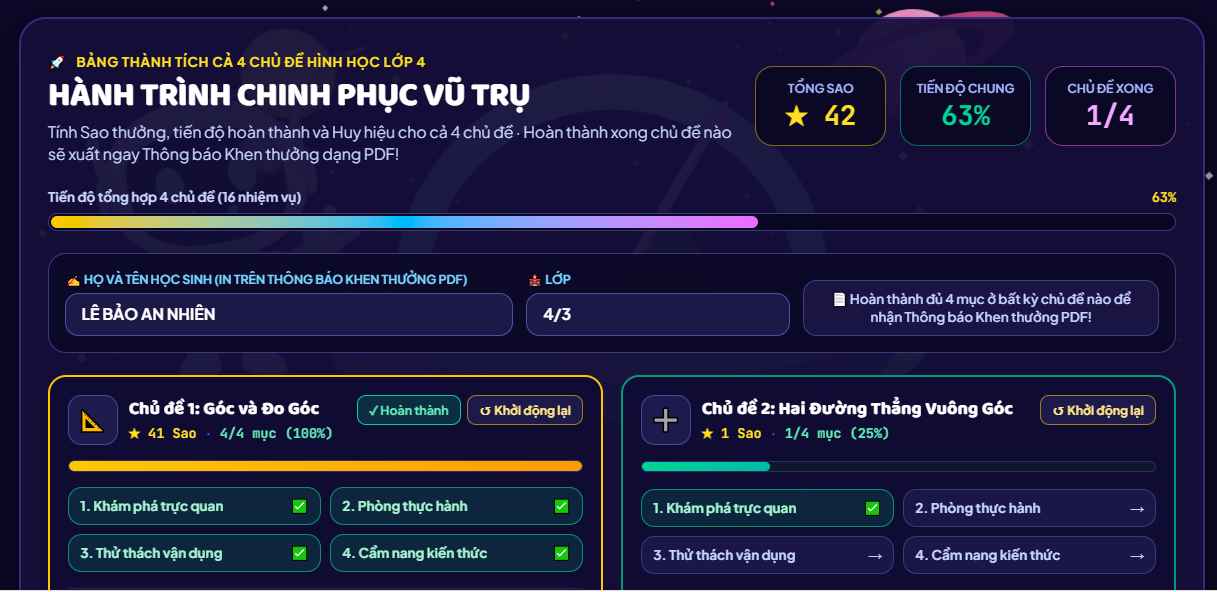 BẢNG THÀNH TÍCH CẢ 4 CHỦ ĐỀ HÌNH HỌC LỚP 4
HÀNH TRÌNH CHINH PHỤC VŨ TRỤ
Tính Sao thưởng, tiến độ hoàn thành và Huy hiệu cho cả 4 chủ đề · Hoàn thành xong chủ đề nào
sẽ xuất ngay Thông báo Khen thưởng dạng PDF!
TỔNG SAO
★ 42
TIẾN ĐỘ CHUNG
63%
CHỦ ĐỀ XONG
1/4
Tiến độ tổng hợp 4 chủ đề (16 nhiệm vụ)
63%
HỌ VÀ TÊN HỌC SINH (IN TRÊN THÔNG BÁO KHEN THƯỞNG PDF)
LÊ BẢO AN NHIÊN
LỚP
4/3
Hoàn thành đủ 4 mục ở bất kỳ chủ đề nào để
nhận Thông báo Khen thưởng PDF!
Chủ đề 1: Góc và Đo Góc
★ 41 Sao · 4/4 mục (100%)
✓ Hoàn thành
↺ Khởi động lại
1. Khám phá trực quan ✅
2. Phòng thực hành ✅
3. Thử thách vận dụng ✅
4. Cẩm nang kiến thức ✅
Chủ đề 2: Hai Đường Thẳng Vuông Góc
★ 1 Sao · 1/4 mục (25%)
↺ Khởi động lại
1. Khám phá trực quan ✅
2. Phòng thực hành →
3. Thử thách vận dụng →
4. Cẩm nang kiến thức →